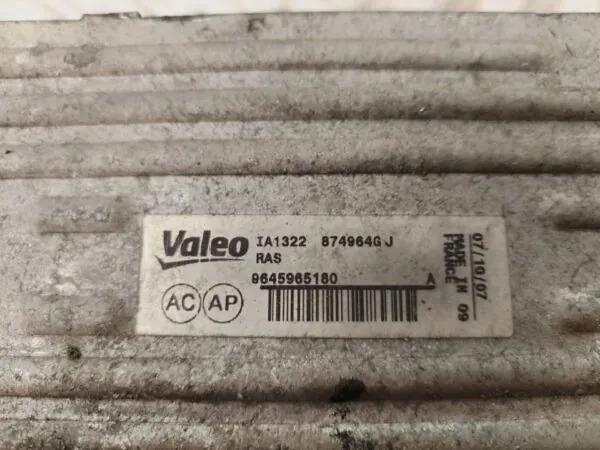 Valeo
IA1322 874964G J
RAS
9645965180 A
AC AP
07/10/07
MADE IN 09
FRANCE